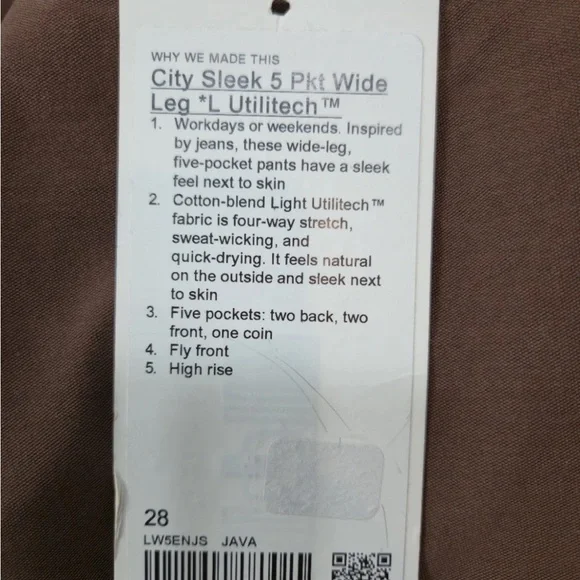 WHY WE MADE THIS
City Sleek 5 Pkt Wide
Leg *L Utilitech™
1. Workdays or weekends. Inspired
by jeans, these wide-leg,
five-pocket pants have a sleek
feel next to skin
2. Cotton-blend Light Utilitech™
fabric is four-way stretch,
sweat-wicking, and
quick-drying. It feels natural
on the outside and sleek next
to skin
3. Five pockets: two back, two
front, one coin
4. Fly front
5. High rise
28
LW5ENJS JAVA